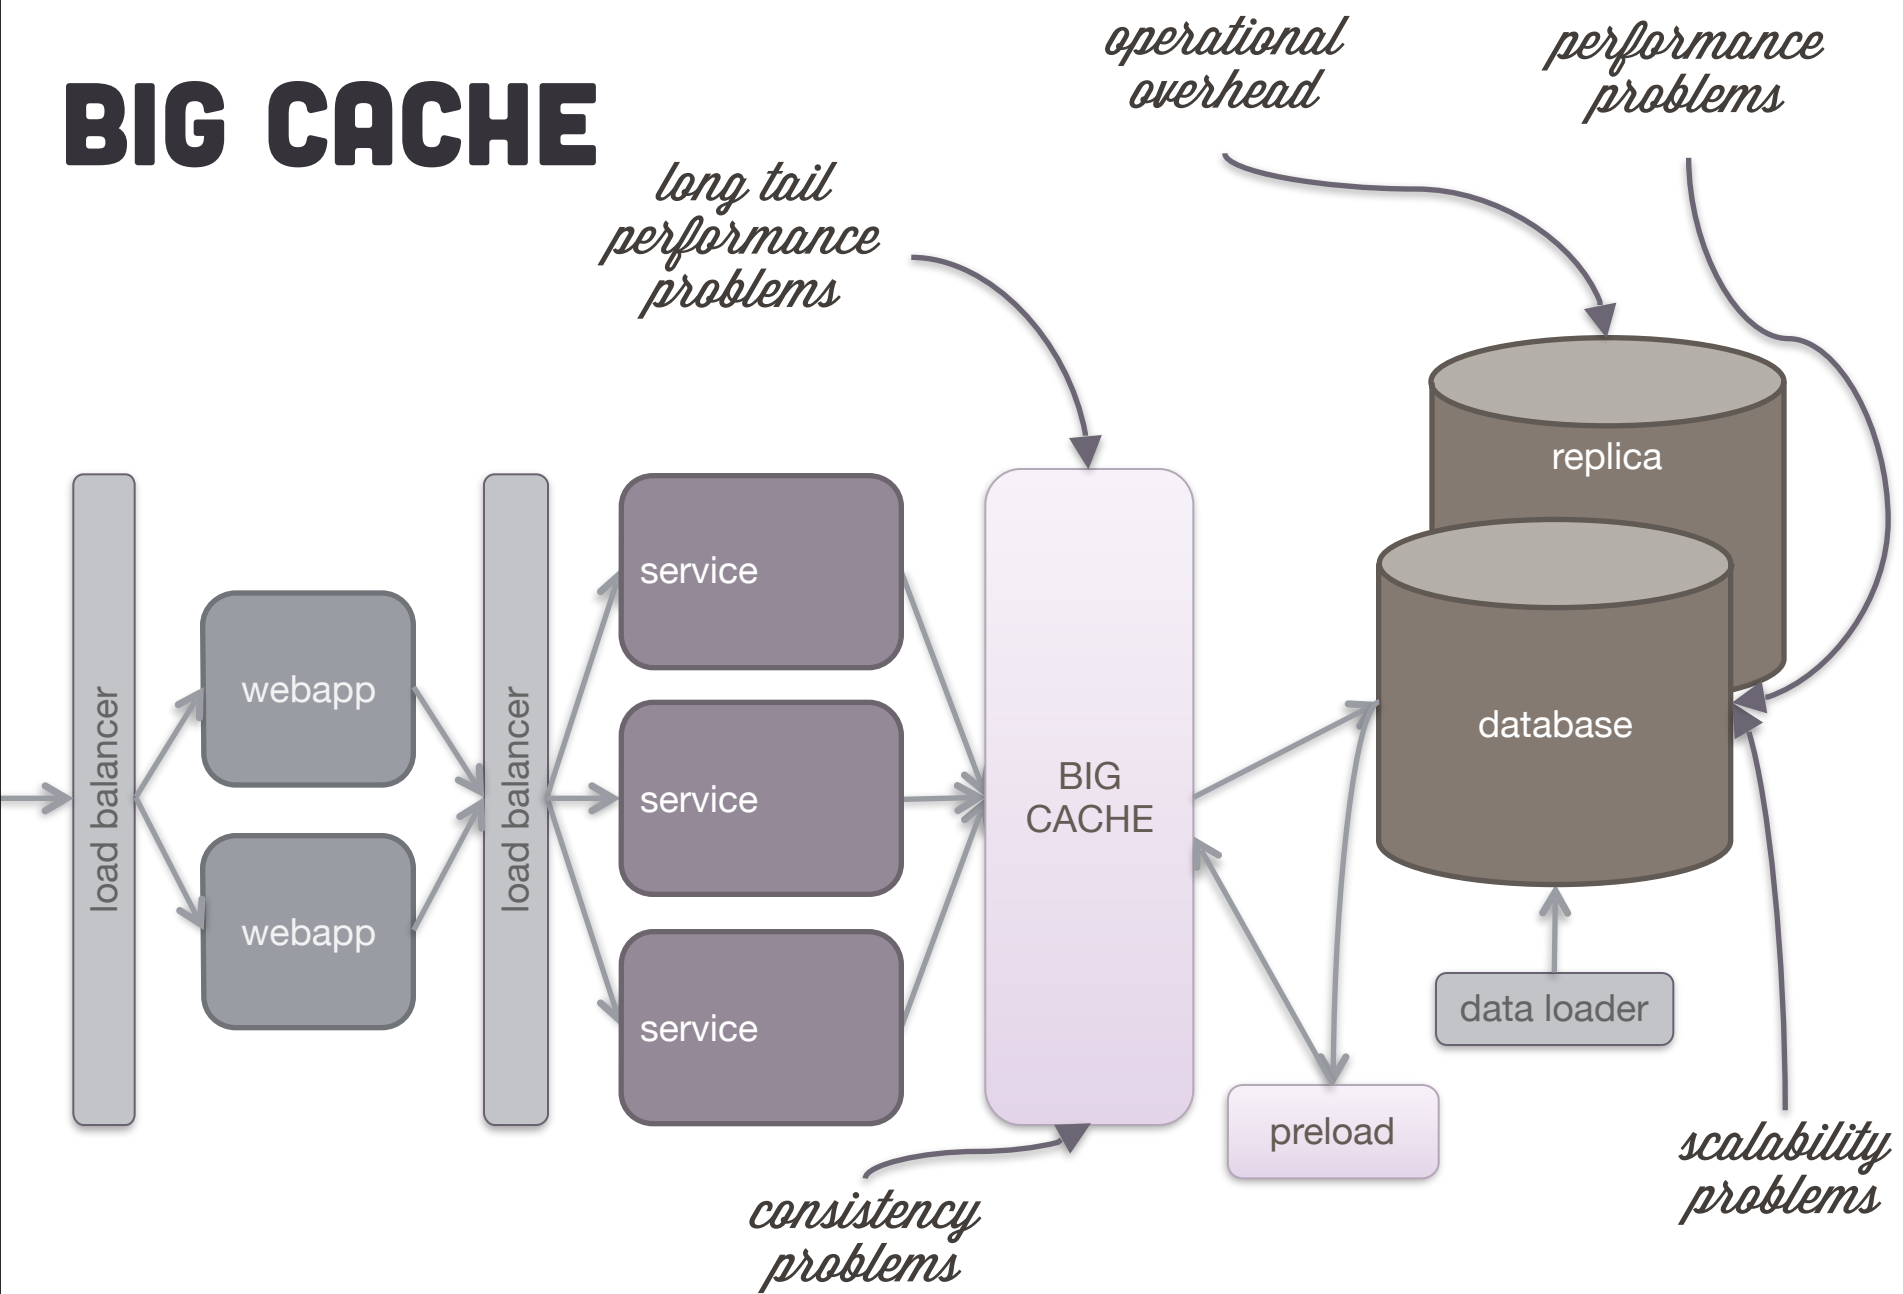 BIG CACHE
operational
overhead
performance
problems
long tail
performance
problems
replica
load balancer
webapp
webapp
load balancer
service
service
service
BIG
CACHE
database
data loader
preload
consistency
problems
scalability
problems